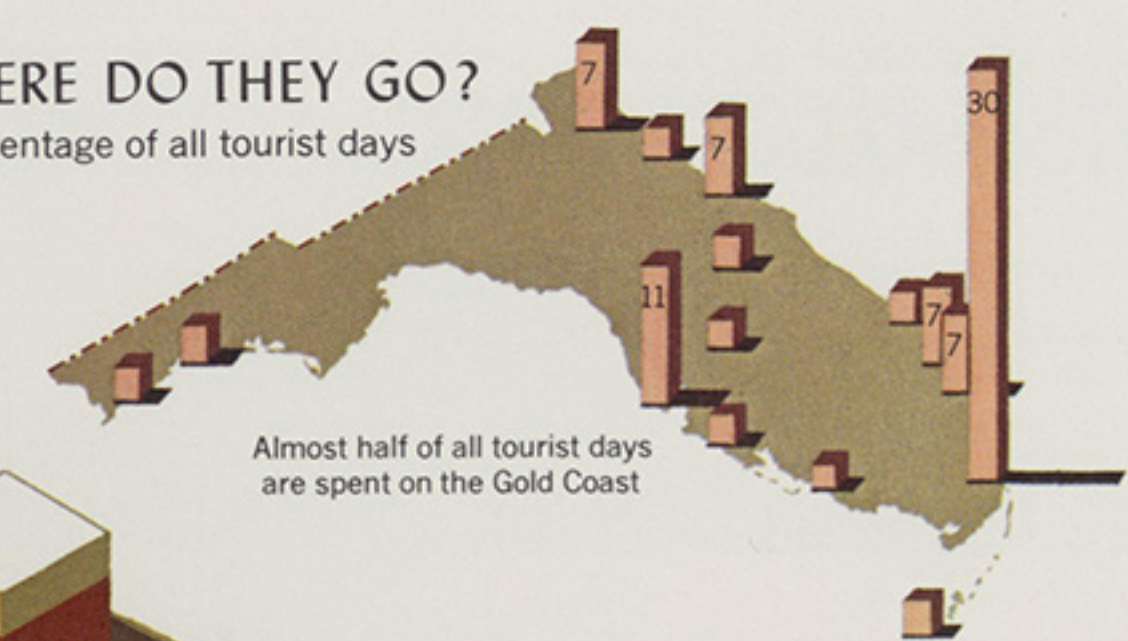 ERE DO THEY GO?
entage of all tourist days
7
7
30
11
7
7
Almost half of all tourist days
are spent on the Gold Coast